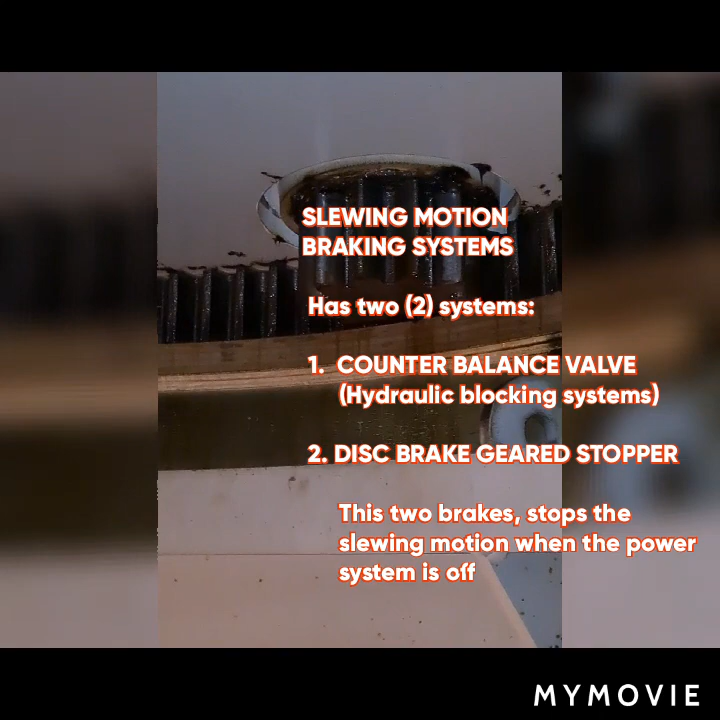 SLEWING MOTION
BRAKING SYSTEMS
Has two (2) systems:
1. COUNTER BALANCE VALVE
(Hydraulic blocking systems)
2. DISC BRAKE GEARED STOPPER
This two brakes, stops the
slewing motion when the power
system is off
MYMOVIE